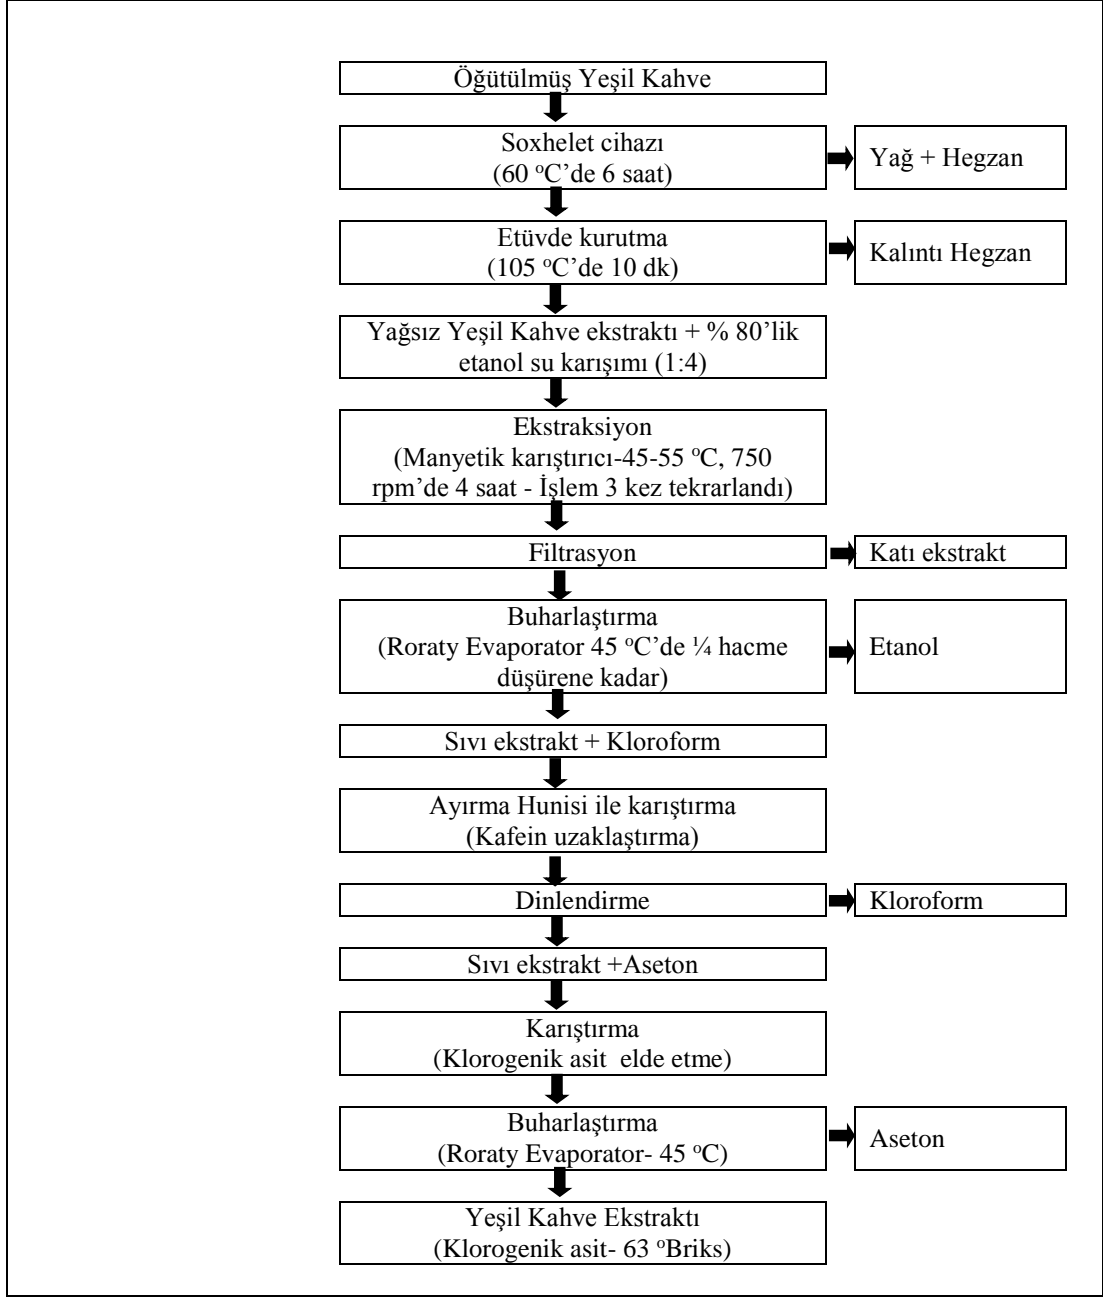 Öğütülmüş Yeşil Kahve
Soxhelet cihazı
(60 ᵒC’de 6 saat)
Yağ + Hegzan
Etüvde kurutma
(105 ᵒC’de 10 dk)
Kalıntı Hegzan
Yağsız Yeşil Kahve ekstraktı + % 80’lik
etanol su karışımı (1:4)
Ekstraksiyon
(Manyetik karıştırıcı-45-55 ᵒC, 750
rpm’de 4 saat - İşlem 3 kez tekrarlandı)
Filtrasyon
Katı ekstrakt
Buharlaştırma
(Roraty Evaporator 45 ᵒC’de ¼ hacme
düşürene kadar)
Etanol
Sıvı ekstrakt + Kloroform
Ayırma Hunisi ile karıştırma
(Kafein uzaklaştırma)
Dinlendirme
Kloroform
Sıvı ekstrakt +Aseton
Karıştırma
(Klorogenik asit  elde etme)
Buharlaştırma
(Roraty Evaporator- 45 ᵒC)
Aseton
Yeşil Kahve Ekstraktı
(Klorogenik asit- 63 ᵒBriks)